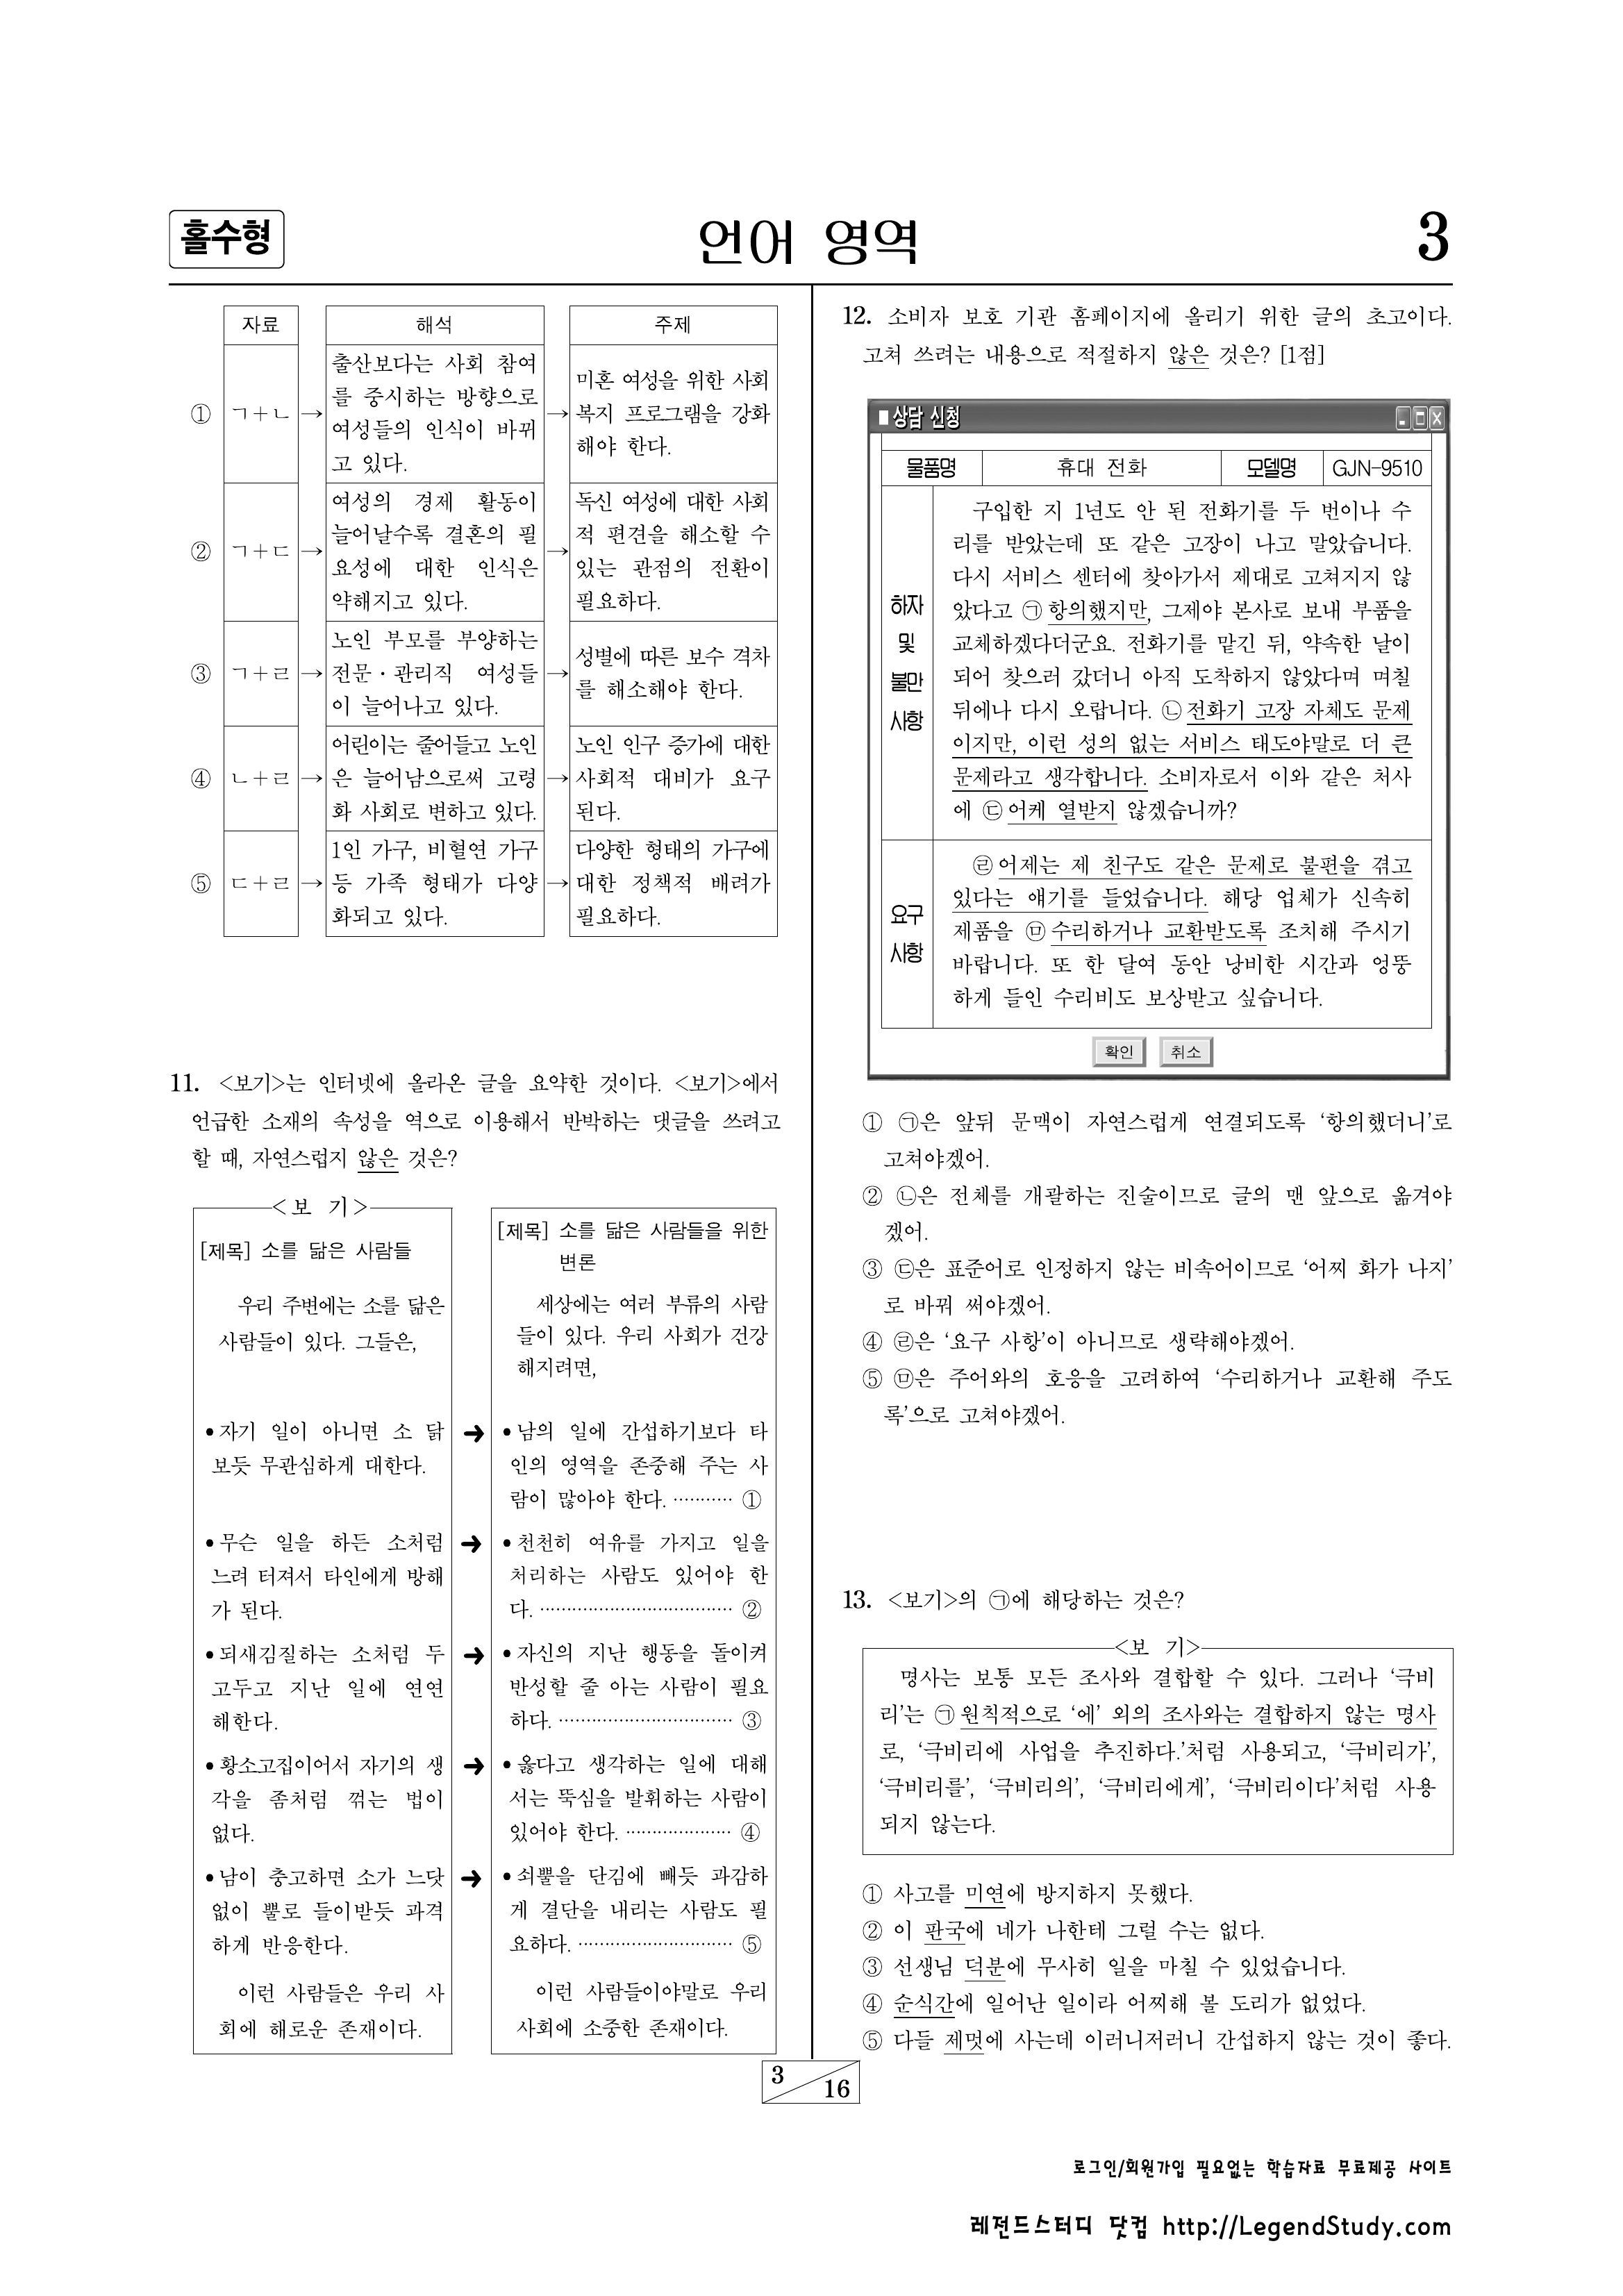 홀수형
언어 영역
3
자료
해석
주제
① ㄱ+ㄴ → 출산보다는 사회 참여
를 중시하는 방향으로
여성들의 인식이 바뀌
고 있다.
→ 미혼 여성을 위한 사회
복지 프로그램을 강화
해야 한다.
② ㄱ+ㄷ → 여성의 경제 활동이
늘어날수록 결혼의 필
요성에 대한 인식은
약해지고 있다.
→ 독신 여성에 대한 사회
적 편견을 해소할 수
있는 관점의 전환이
필요하다.
③ ㄱ+ㄹ → 노인 부모를 부양하는
전문·관리직 여성들
이 늘어나고 있다.
→ 성별에 따른 보수 격차
를 해소해야 한다.
④ ㄴ+ㄹ → 어린이는 줄어들고 노인
은 늘어남으로써 고령
화 사회로 변하고 있다.
→ 노인 인구 증가에 대한
사회적 대비가 요구
된다.
⑤ ㄷ+ㄹ → 1인 가구, 비혈연 가구
등 가족 형태가 다양
화되고 있다.
→ 다양한 형태의 가구에
대한 정책적 배려가
필요하다.
11. <보기>는 인터넷에 올라온 글을 요약한 것이다. <보기>에서
언급한 소재의 속성을 역으로 이용해서 반박하는 댓글을 쓰려고
할 때, 자연스럽지 않은 것은?
<보 기>
[제목] 소를 닮은 사람들
우리 주변에는 소를 닮은
사람들이 있다. 그들은,
•자기 일이 아니면 소 닭
보듯 무관심하게 대한다.
•무슨 일을 하든 소처럼
느려 터져서 타인에게 방해
가 된다.
•되새김질하는 소처럼 두
고두고 지난 일에 연연
해한다.
•황소고집이어서 자기의 생
각을 좀처럼 꺾는 법이
없다.
•남이 충고하면 소가 느닷
없이 뿔로 들이받듯 과격
하게 반응한다.
이런 사람들은 우리 사
회에 해로운 존재이다.
[제목] 소를 닮은 사람들을 위한
변론
세상에는 여러 부류의 사람
들이 있다. 우리 사회가 건강
해지려면,
➜ •남의 일에 간섭하기보다 타
인의 영역을 존중해 주는 사
람이 많아야 한다. ··········· ①
➜ •천천히 여유를 가지고 일을
처리하는 사람도 있어야 한
다. ····································· ②
➜ •자신의 지난 행동을 돌이켜
반성할 줄 아는 사람이 필요
하다. ································· ③
➜ •옳다고 생각하는 일에 대해
서는 뚝심을 발휘하는 사람이
있어야 한다. ···················· ④
➜ •쇠뿔을 단김에 빼듯 과감하
게 결단을 내리는 사람도 필
요하다. ····························· ⑤
이런 사람들이야말로 우리
사회에 소중한 존재이다.
12. 소비자 보호 기관 홈페이지에 올리기 위한 글의 초고이다.
고쳐 쓰려는 내용으로 적절하지 않은 것은? [1점]
상담 신청
물품명 휴대 전화 모델명 GJN-9510
하자
및
불만
사항
구입한 지 1년도 안 된 전화기를 두 번이나 수
리를 받았는데 또 같은 고장이 나고 말았습니다.
다시 서비스 센터에 찾아가서 제대로 고쳐지지 않
았다고 ㉠항의했지만, 그제야 본사로 보내 부품을
교체하겠다더군요. 전화기를 맡긴 뒤, 약속한 날이
되어 찾으러 갔더니 아직 도착하지 않았다며 며칠
뒤에나 다시 오랍니다. ㉡전화기 고장 자체도 문제
이지만, 이런 성의 없는 서비스 태도야말로 더 큰
문제라고 생각합니다. 소비자로서 이와 같은 처사
에 ㉢어케 열받지 않겠습니까?
요구
사항
㉣어제는 제 친구도 같은 문제로 불편을 겪고
있다는 얘기를 들었습니다. 해당 업체가 신속히
제품을 ㉤수리하거나 교환받도록 조치해 주시기
바랍니다. 또 한 달여 동안 낭비한 시간과 엉뚱
하게 들인 수리비도 보상받고 싶습니다.
확인 취소
① ㉠은 앞뒤 문맥이 자연스럽게 연결되도록 ‘항의했더니’로
고쳐야겠어.
② ㉡은 전체를 개괄하는 진술이므로 글의 맨 앞으로 옮겨야
겠어.
③ ㉢은 표준어로 인정하지 않는 비속어이므로 ‘어찌 화가 나지’
로 바꿔 써야겠어.
④ ㉣은 ‘요구 사항’이 아니므로 생략해야겠어.
⑤ ㉤은 주어와의 호응을 고려하여 ‘수리하거나 교환해 주도
록’으로 고쳐야겠어.
13. <보기>의 ㉠에 해당하는 것은?
<보 기>
명사는 보통 모든 조사와 결합할 수 있다. 그러나 ‘극비
리’는 ㉠원칙적으로 ‘에’ 외의 조사와는 결합하지 않는 명사
로, ‘극비리에 사업을 추진하다.’처럼 사용되고, ‘극비리가’,
‘극비리를’, ‘극비리의’, ‘극비리에게’, ‘극비리이다’처럼 사용
되지 않는다.
① 사고를 미연에 방지하지 못했다.
② 이 판국에 네가 나한테 그럴 수는 없다.
③ 선생님 덕분에 무사히 일을 마칠 수 있었습니다.
④ 순식간에 일어난 일이라 어찌해 볼 도리가 없었다.
⑤ 다들 제멋에 사는데 이러니저러니 간섭하지 않는 것이 좋다.
3
16
로그인/회원가입 필요없는 학습자료 무료제공 사이트
레전드스터디 닷컴 http://LegendStudy.com